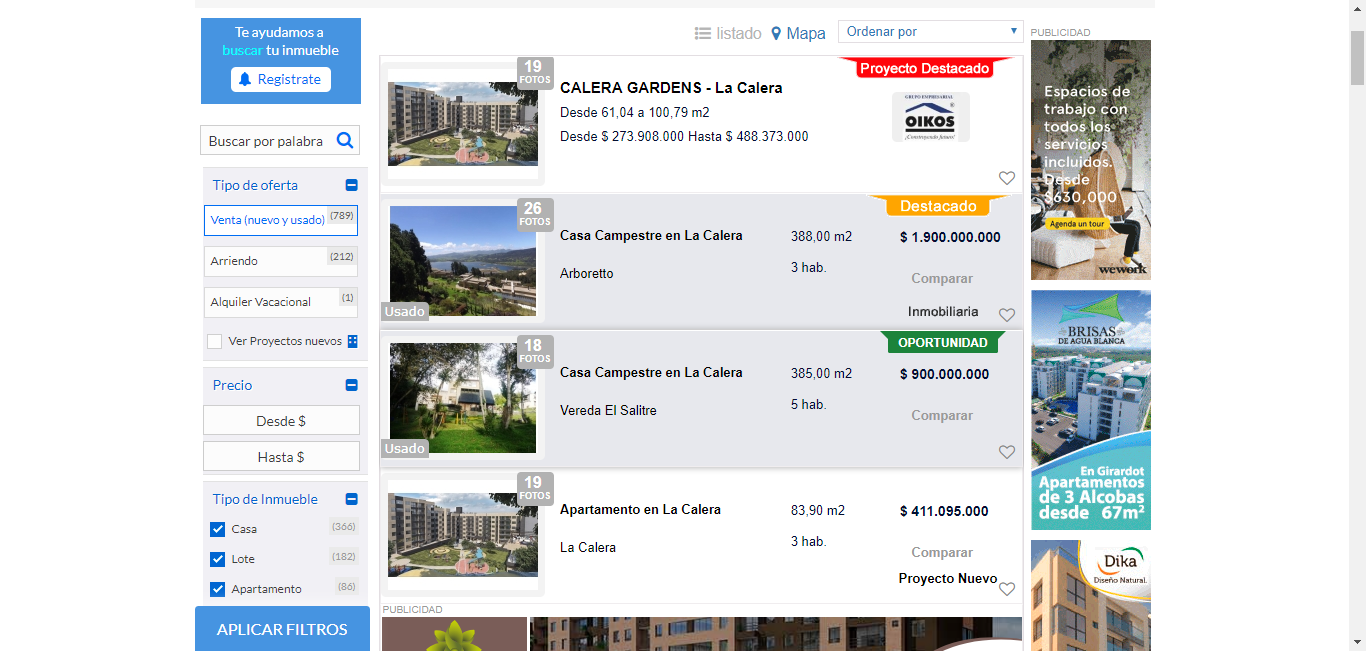 Te ayudamos a
buscar tu inmueble
Registrate
Buscar por palabra
Tipo de oferta
Venta (nuevo y usado) (789)
Arriendo (212)
Alquiler Vacacional (1)
Ver Proyectos nuevos
Precio
Desde $
Hasta $
Tipo de Inmueble
Casa (366)
Lote (182)
Apartamento (86)
APLICAR FILTROS
listado Mapa Ordenar por
19
FOTOS
Proyecto Destacado
CALERA GARDENS - La Calera
Desde 61,04 a 100,79 m2
Desde $ 273.908.000 Hasta $ 488.373.000
GRUPO EMPRESARIAL
OIKOS
¡Construyendo futuro!
26
FOTOS
Destacado
Casa Campestre en La Calera 388,00 m2 $ 1.900.000.000
Arboretto 3 hab.
Comparar
Usado
Inmobiliaria
18
FOTOS
OPORTUNIDAD
Casa Campestre en La Calera 385,00 m2 $ 900.000.000
Vereda El Salitre 5 hab.
Comparar
Usado
19
FOTOS
Apartamento en La Calera 83,90 m2 $ 411.095.000
La Calera 3 hab.
Comparar
Proyecto Nuevo
PUBLICIDAD
PUBLICIDAD
Espacios de
trabajo con
todos los
servicios
incluidos.
Desde
$630,000
Agenda un tour
wework
BRISAS
DE AGUA BLANCA
En Girardot
Apartamentos
de 3 Alcobas
desde 67m²
Dika
Diseño Natural.